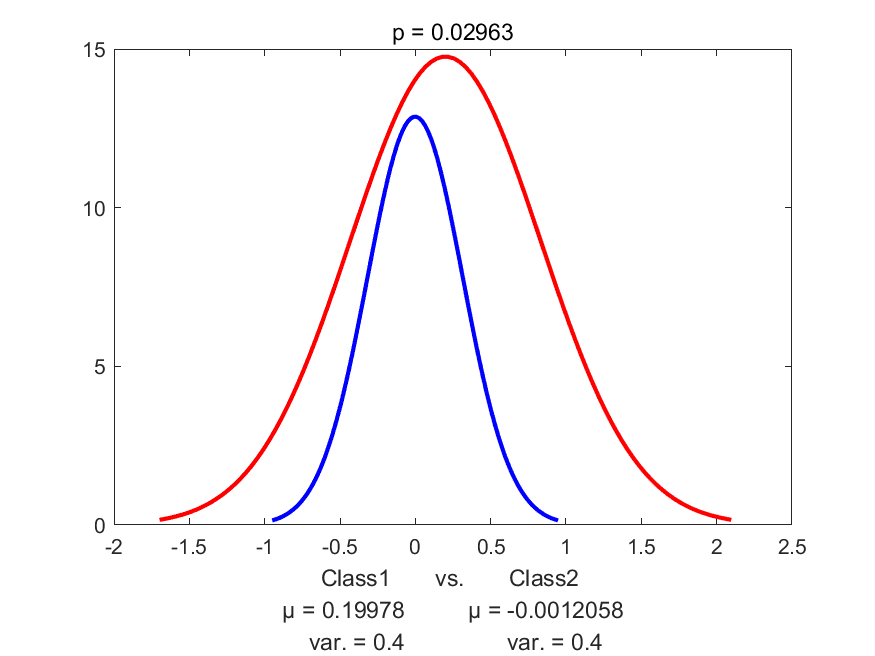 p = 0.02963
15
10
5
0
-2 -1.5 -1 -0.5 0 0.5 1 1.5 2 2.5
Class1 vs. Class2
μ = 0.19978 μ = -0.0012058
var. = 0.4 var. = 0.4